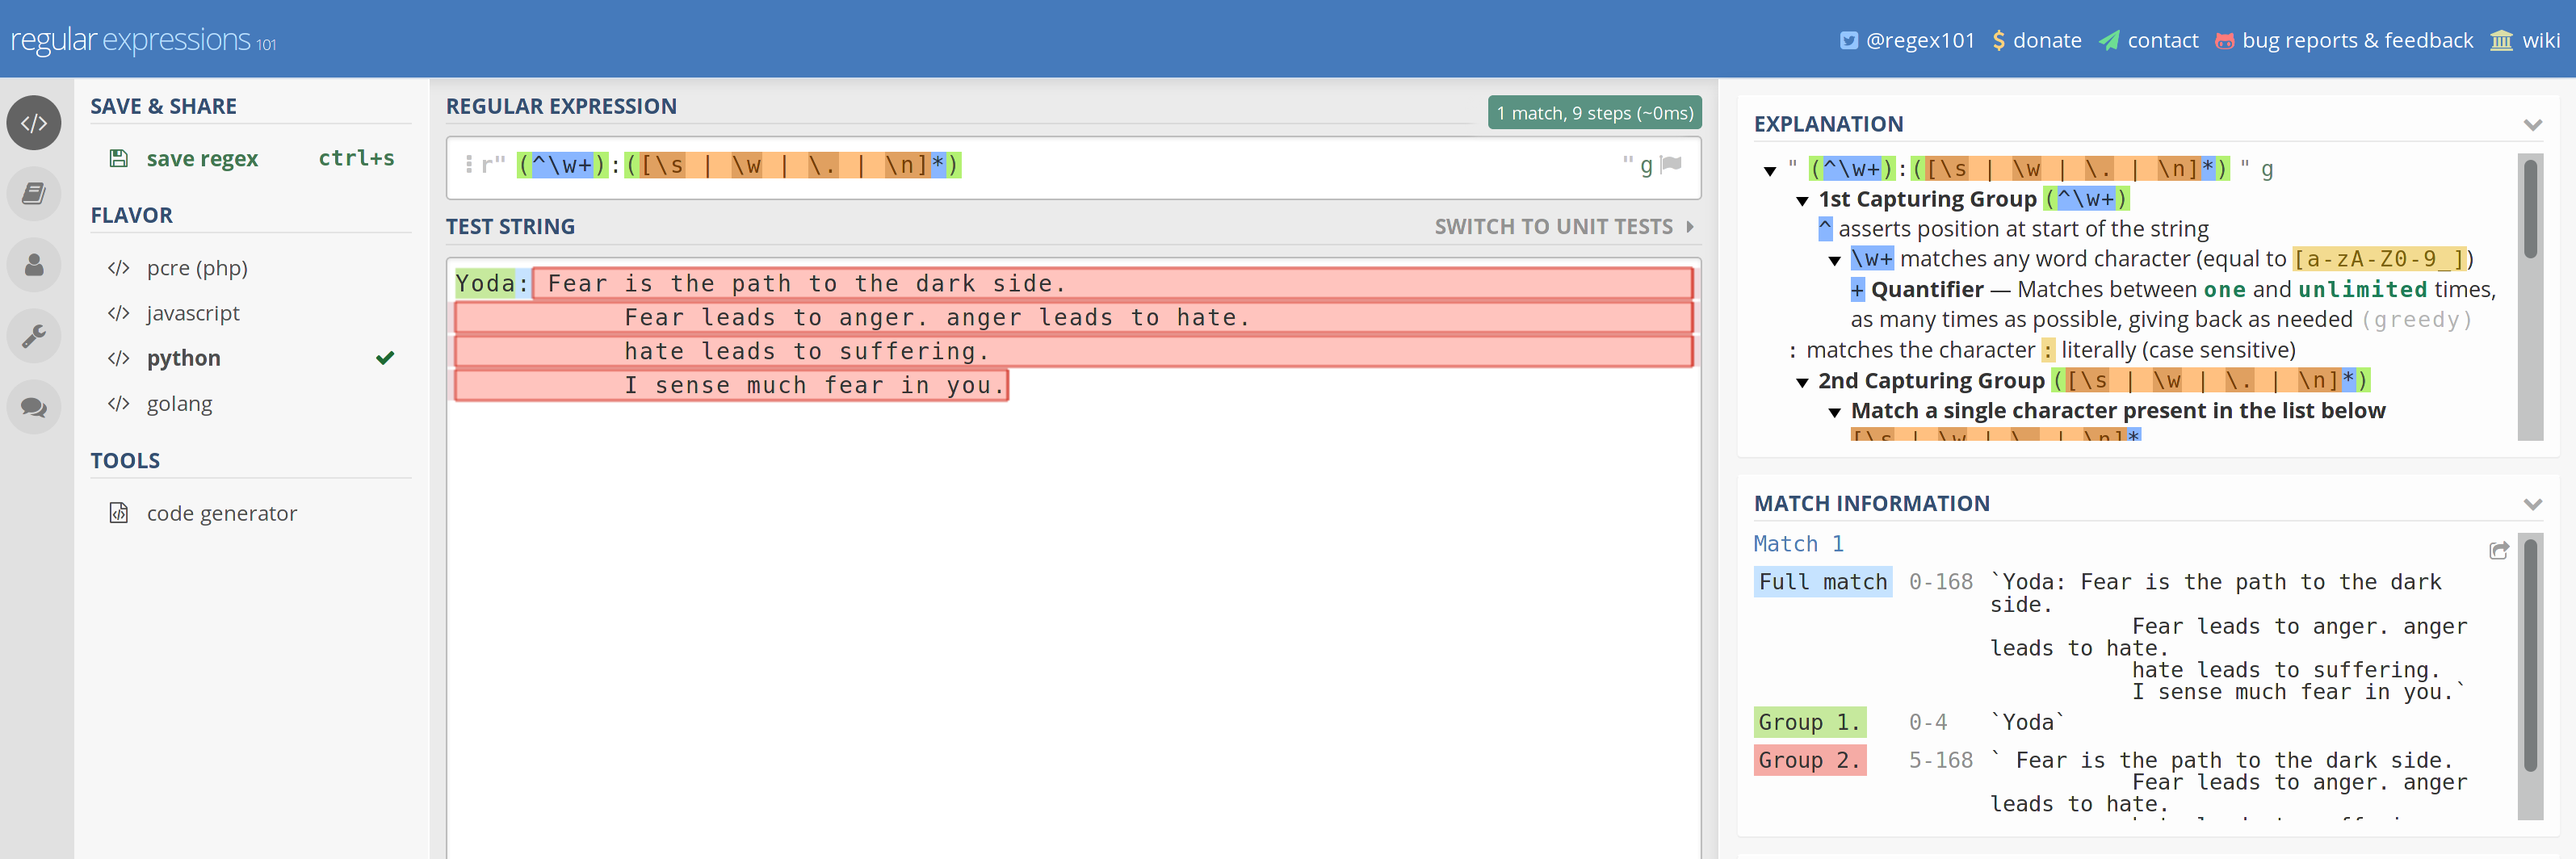 regular expressions 101
@regex101 donate contact bug reports & feedback wiki
SAVE & SHARE
save regex ctrl+s
FLAVOR
pcre (php)
javascript
python
golang
TOOLS
code generator
REGULAR EXPRESSION
1 match, 9 steps (~0ms)
r" (^\w+):([\s | \w | \. | \n]*) " g
TEST STRING
SWITCH TO UNIT TESTS
Yoda: Fear is the path to the dark side.
Fear leads to anger. anger leads to hate.
hate leads to suffering.
I sense much fear in you.
EXPLANATION
" (^\w+):([\s | \w | \. | \n]*) " g
1st Capturing Group (^\w+)
^ asserts position at start of the string
\w+ matches any word character (equal to [a-zA-Z0-9_])
+ Quantifier — Matches between one and unlimited times,
as many times as possible, giving back as needed (greedy)
: matches the character : literally (case sensitive)
2nd Capturing Group ([\s | \w | \. | \n]*)
Match a single character present in the list below
[\s | \w | \. | \n]*
MATCH INFORMATION
Match 1
Full match 0-168 `Yoda: Fear is the path to the dark
side.
Fear leads to anger. anger
leads to hate.
hate leads to suffering.
I sense much fear in you.`
Group 1. 0-4 `Yoda`
Group 2. 5-168 ` Fear is the path to the dark side.
Fear leads to anger. anger
leads to hate.